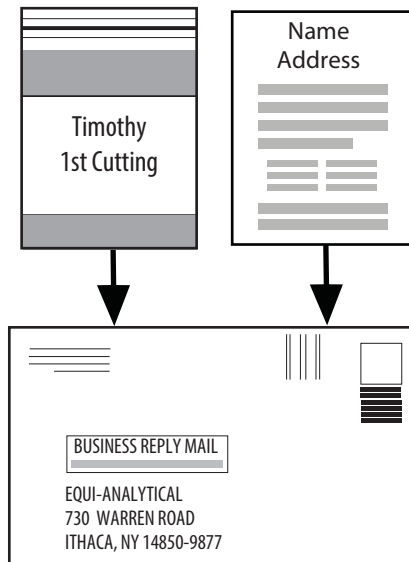 Timothy
1st Cutting
Name
Address
BUSINESS REPLY MAIL
EQUI-ANALYTICAL
730 WARREN ROAD
ITHACA, NY 14850-9877